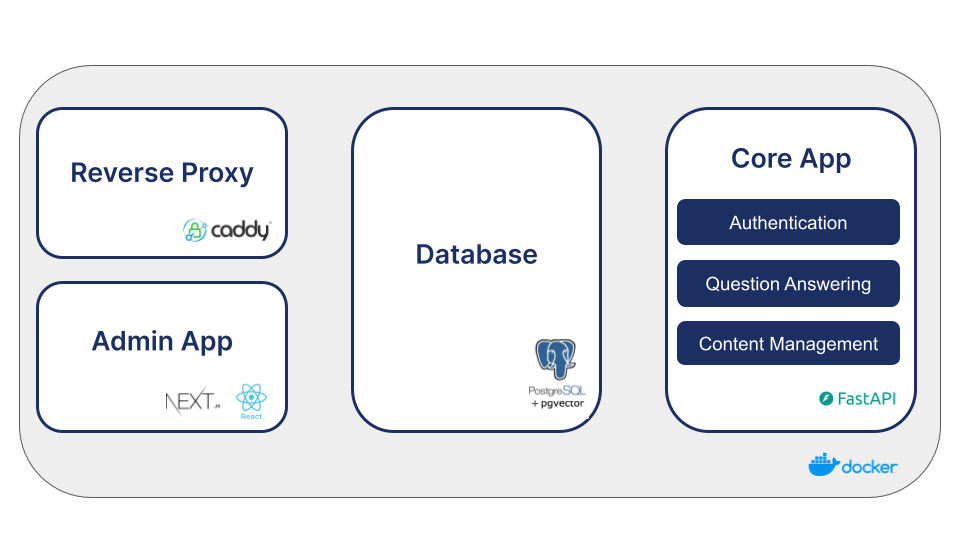 Reverse Proxy
caddy
Admin App
NEXT.JS
React
Database
PostgreSQL
+ pgvector
Core App
Authentication
Question Answering
Content Management
FastAPI
docker